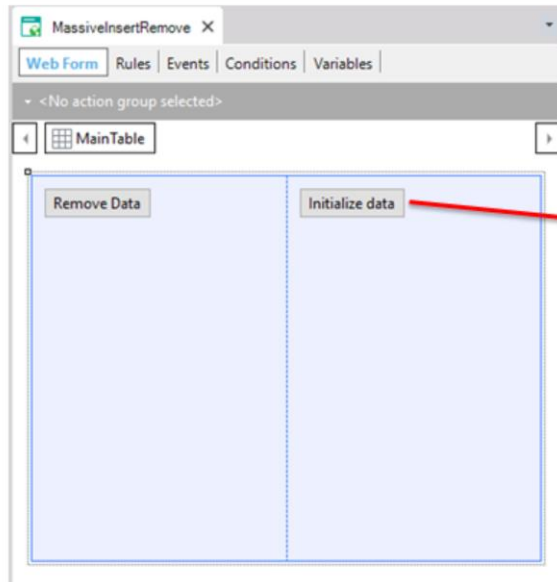 MassiveInsertRemove X
Web Form | Rules | Events | Conditions | Variables |
<No action group selected>
MainTable
Remove Data Initialize data